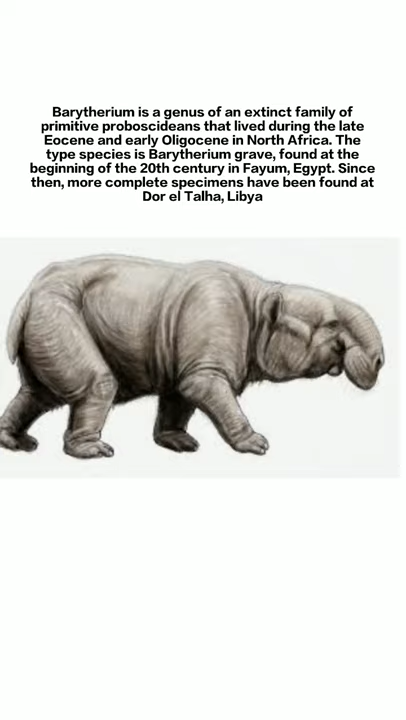 Barytherium is a genus of an extinct family of
primitive proboscideans that lived during the late
Eocene and early Oligocene in North Africa. The
type species is Barytherium grave, found at the
beginning of the 20th century in Fayum, Egypt. Since
then, more complete specimens have been found at
Dor el Talha, Libya